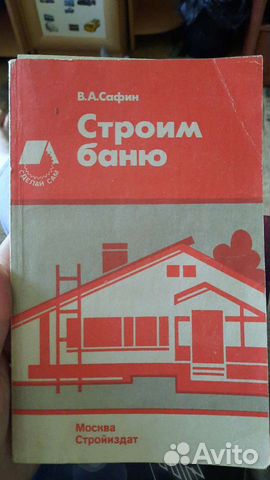 В.А.Сафин
Строим
баню
СДЕЛАЙ САМ
Москва
Стройиздат
Avito